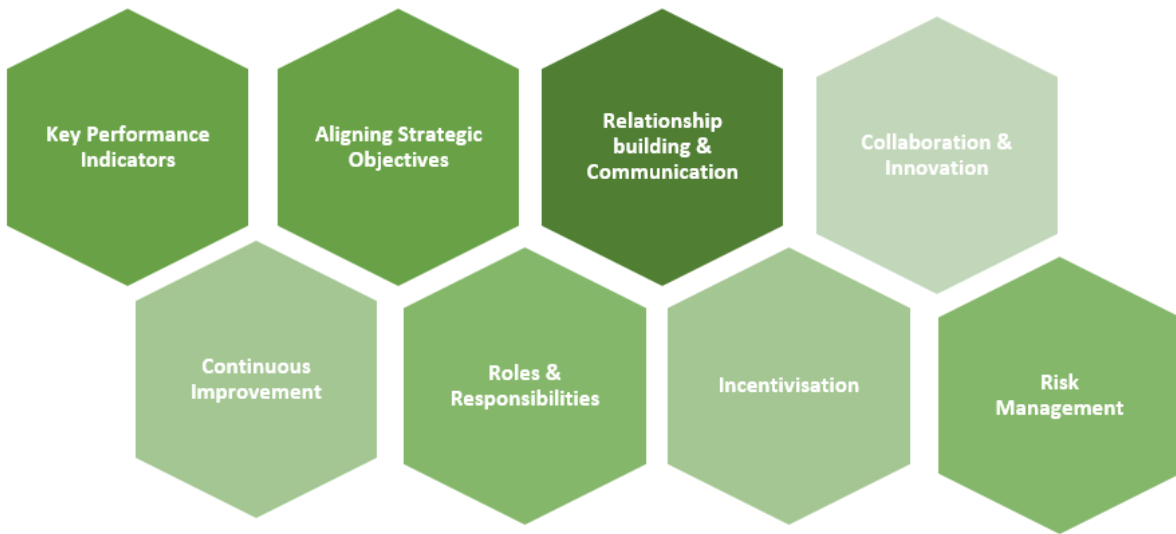 Key Performance
Indicators
Aligning Strategic
Objectives
Relationship
building &
Communication
Collaboration &
Innovation
Continuous
Improvement
Roles &
Responsibilities
Incentivisation
Risk
Management